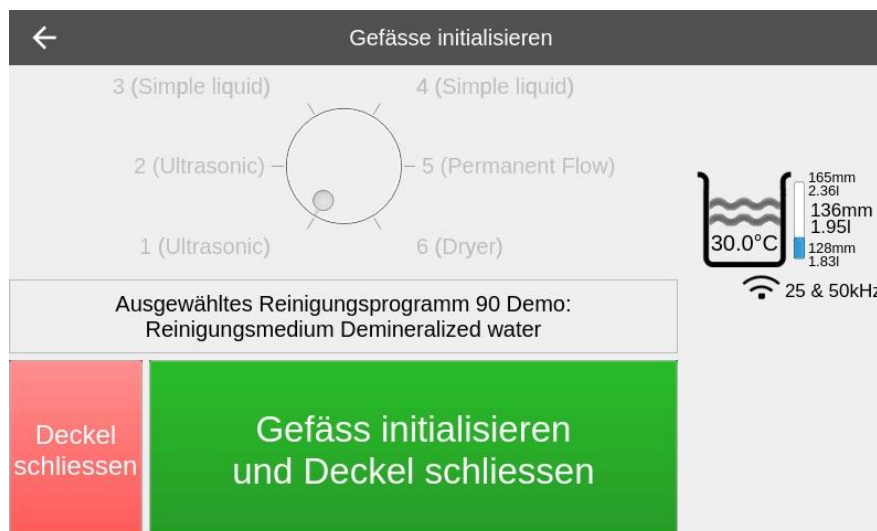 Gefässe initialisieren
3 (Simple liquid)
4 (Simple liquid)
2 (Ultrasonic)
5 (Permanent Flow)
1 (Ultrasonic)
6 (Dryer)
165mm
2.36l
136mm
1.95l
30.0°C
128mm
1.83l
25 & 50kHz
Ausgewähltes Reinigungsprogramm 90 Demo:
Reinigungsmedium Demineralized water
Deckel
schliessen
Gefäss initialisieren
und Deckel schliessen